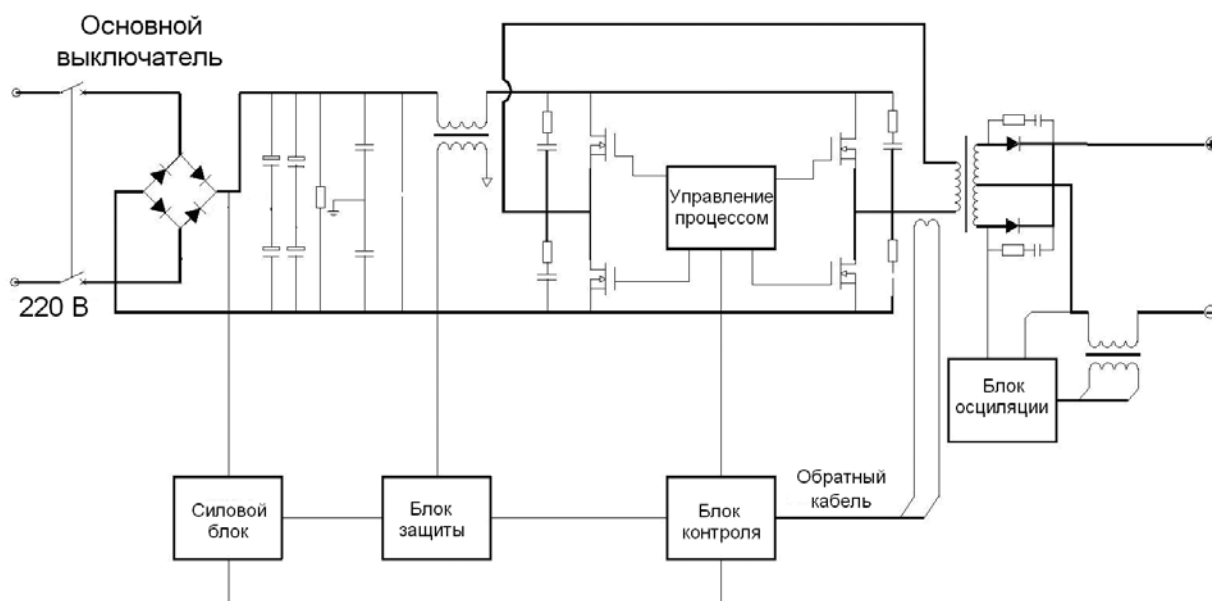 Основной
выключатель
220 В
Управление
процессом
Блок
осциляции
Обратный
кабель
Силовой
блок
Блок
защиты
Блок
контроля